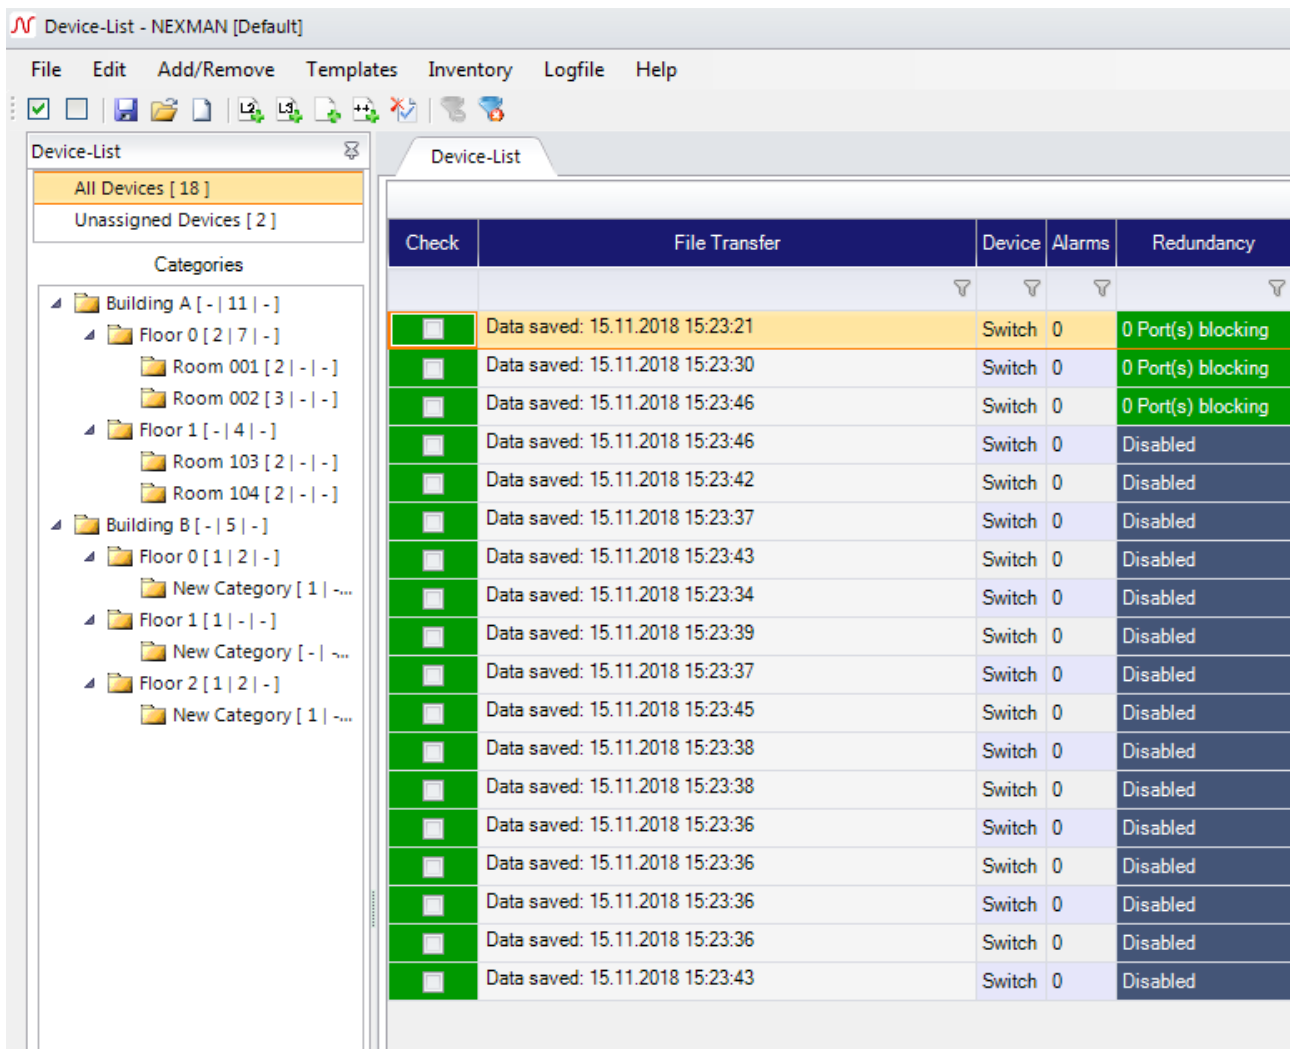 Device-List - NEXMAN [Default]
File Edit Add/Remove Templates Inventory Logfile Help
L2 L3 ++
Device-List
All Devices [ 18 ]
Unassigned Devices [ 2 ]
Categories
Building A [ - | 11 | - ]
Floor 0 [ 2 | 7 | - ]
Room 001 [ 2 | - | - ]
Room 002 [ 3 | - | - ]
Floor 1 [ - | 4 | - ]
Room 103 [ 2 | - | - ]
Room 104 [ 2 | - | - ]
Building B [ - | 5 | - ]
Floor 0 [ 1 | 2 | - ]
New Category [ 1 | -...
Floor 1 [ 1 | - | - ]
New Category [ - | -...
Floor 2 [ 1 | 2 | - ]
New Category [ 1 | -...
Device-List
Check File Transfer Device Alarms Redundancy
Data saved: 15.11.2018 15:23:21 Switch 0 0 Port(s) blocking
Data saved: 15.11.2018 15:23:30 Switch 0 0 Port(s) blocking
Data saved: 15.11.2018 15:23:46 Switch 0 0 Port(s) blocking
Data saved: 15.11.2018 15:23:46 Switch 0 Disabled
Data saved: 15.11.2018 15:23:42 Switch 0 Disabled
Data saved: 15.11.2018 15:23:37 Switch 0 Disabled
Data saved: 15.11.2018 15:23:43 Switch 0 Disabled
Data saved: 15.11.2018 15:23:34 Switch 0 Disabled
Data saved: 15.11.2018 15:23:39 Switch 0 Disabled
Data saved: 15.11.2018 15:23:37 Switch 0 Disabled
Data saved: 15.11.2018 15:23:45 Switch 0 Disabled
Data saved: 15.11.2018 15:23:38 Switch 0 Disabled
Data saved: 15.11.2018 15:23:38 Switch 0 Disabled
Data saved: 15.11.2018 15:23:36 Switch 0 Disabled
Data saved: 15.11.2018 15:23:36 Switch 0 Disabled
Data saved: 15.11.2018 15:23:36 Switch 0 Disabled
Data saved: 15.11.2018 15:23:36 Switch 0 Disabled
Data saved: 15.11.2018 15:23:43 Switch 0 Disabled